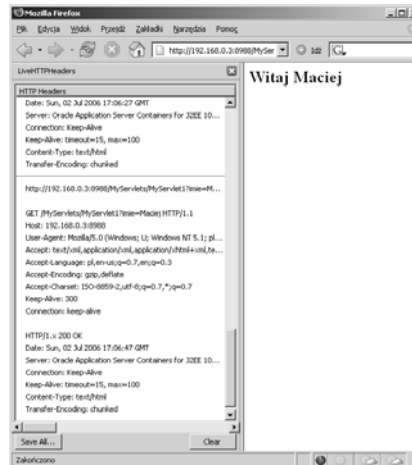 Mozilla Firefox
Plik Edycja Widok Przejdź Zakładki Narzędzia Pomoc
http://192.168.0.3:8988/MySer
Idź
LiveHTTPHeaders
HTTP Headers
Date: Sun, 02 Jul 2006 17:06:27 GMT
Server: Oracle Application Server Containers for J2EE 10...
Connection: Keep-Alive
Keep-Alive: timeout=15, max=100
Content-Type: text/html
Transfer-Encoding: chunked
http://192.168.0.3:8988/MyServlets/MyServlet1?imie=M...
GET /MyServlets/MyServlet1?imie=Maciej HTTP/1.1
Host: 192.168.0.3:8988
User-Agent: Mozilla/5.0 (Windows; U; Windows NT 5.1; pl...
Accept: text/xml,application/xml,application/xhtml+xml,te...
Accept-Language: pl,en-us;q=0.7,en;q=0.3
Accept-Encoding: gzip,deflate
Accept-Charset: ISO-8859-2,utf-8;q=0.7,*;q=0.7
Keep-Alive: 300
Connection: keep-alive
HTTP/1.x 200 OK
Date: Sun, 02 Jul 2006 17:06:47 GMT
Server: Oracle Application Server Containers for J2EE 10...
Connection: Keep-Alive
Keep-Alive: timeout=15, max=100
Content-Type: text/html
Transfer-Encoding: chunked
Save All...
Clear
Zakończono
Witaj Maciej